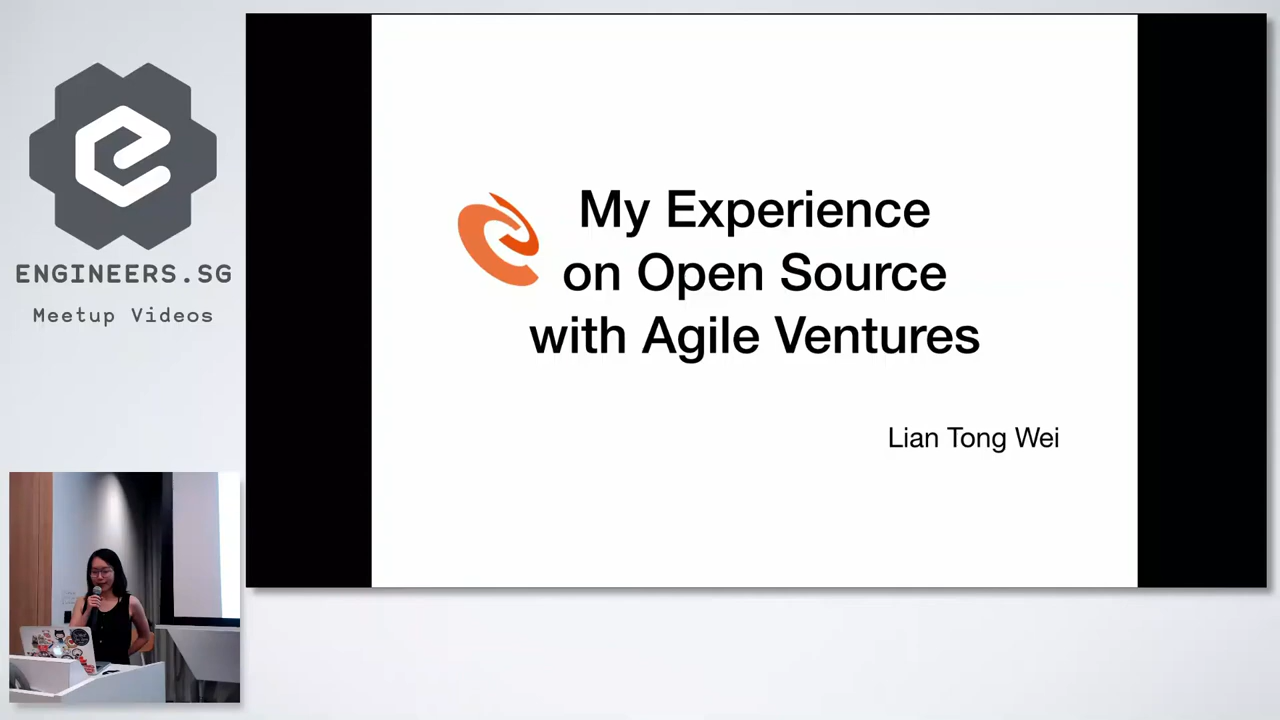 ENGINEERS.SG
Meetup Videos
My Experience
on Open Source
with Agile Ventures
Lian Tong Wei